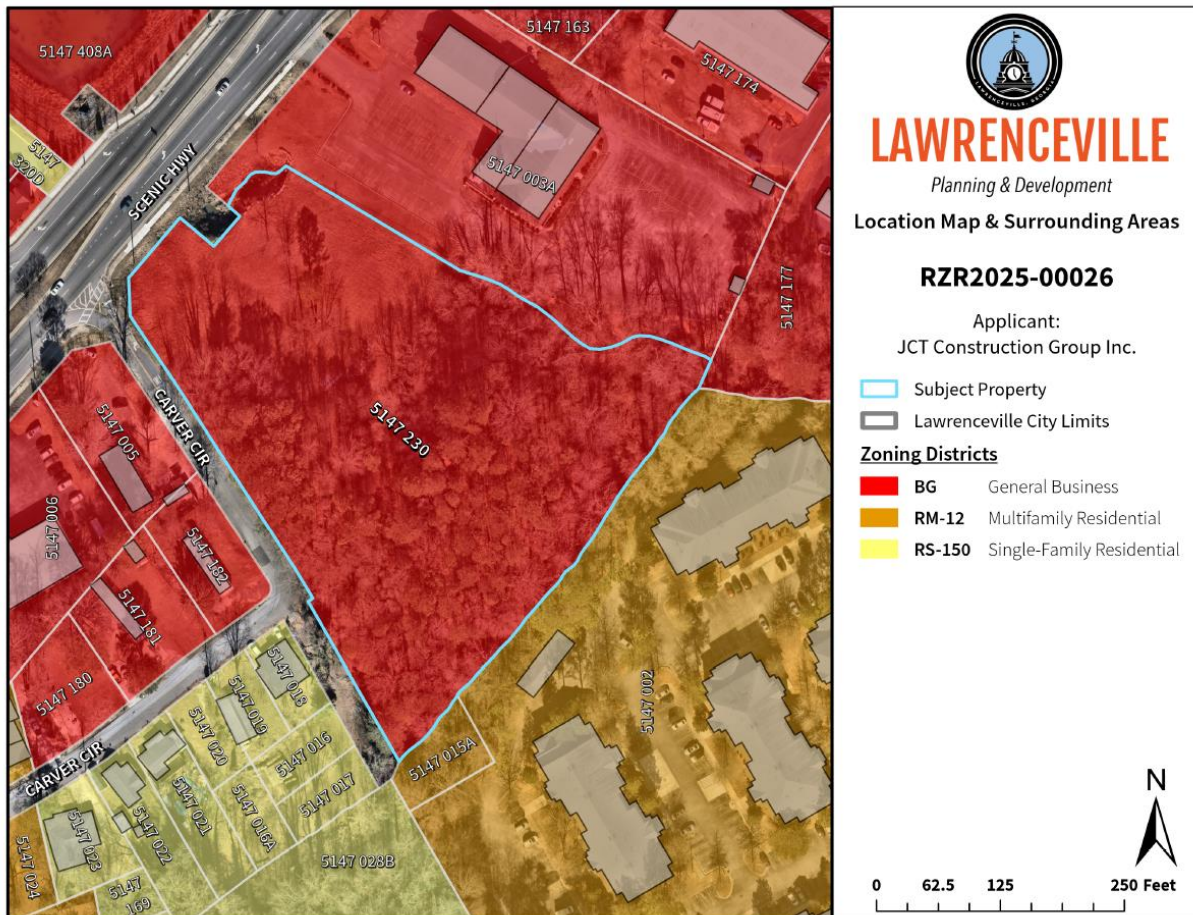 5147 408A
5147 163
5147 174
5147
320D
SCENIC HWY
5147 003A
5147 177
5147 230
CARVER CIR
5147 005
5147 006
5147 182
5147 181
5147 180
5147 002
5147 018
5147 019
5147 020
5147 016
5147 017
5147 015A
CARVER CIR
5147 021
5147 016A
5147 022
5147 023
5147 028B
5147 024
5147
169
LAWRENCEVILLE, GEORGIA
LAWRENCEVILLE
Planning & Development
Location Map & Surrounding Areas
RZR2025-00026
Applicant:
JCT Construction Group Inc.
Subject Property
Lawrenceville City Limits
Zoning Districts
BG General Business
RM-12 Multifamily Residential
RS-150 Single-Family Residential
N
0 62.5 125 250 Feet